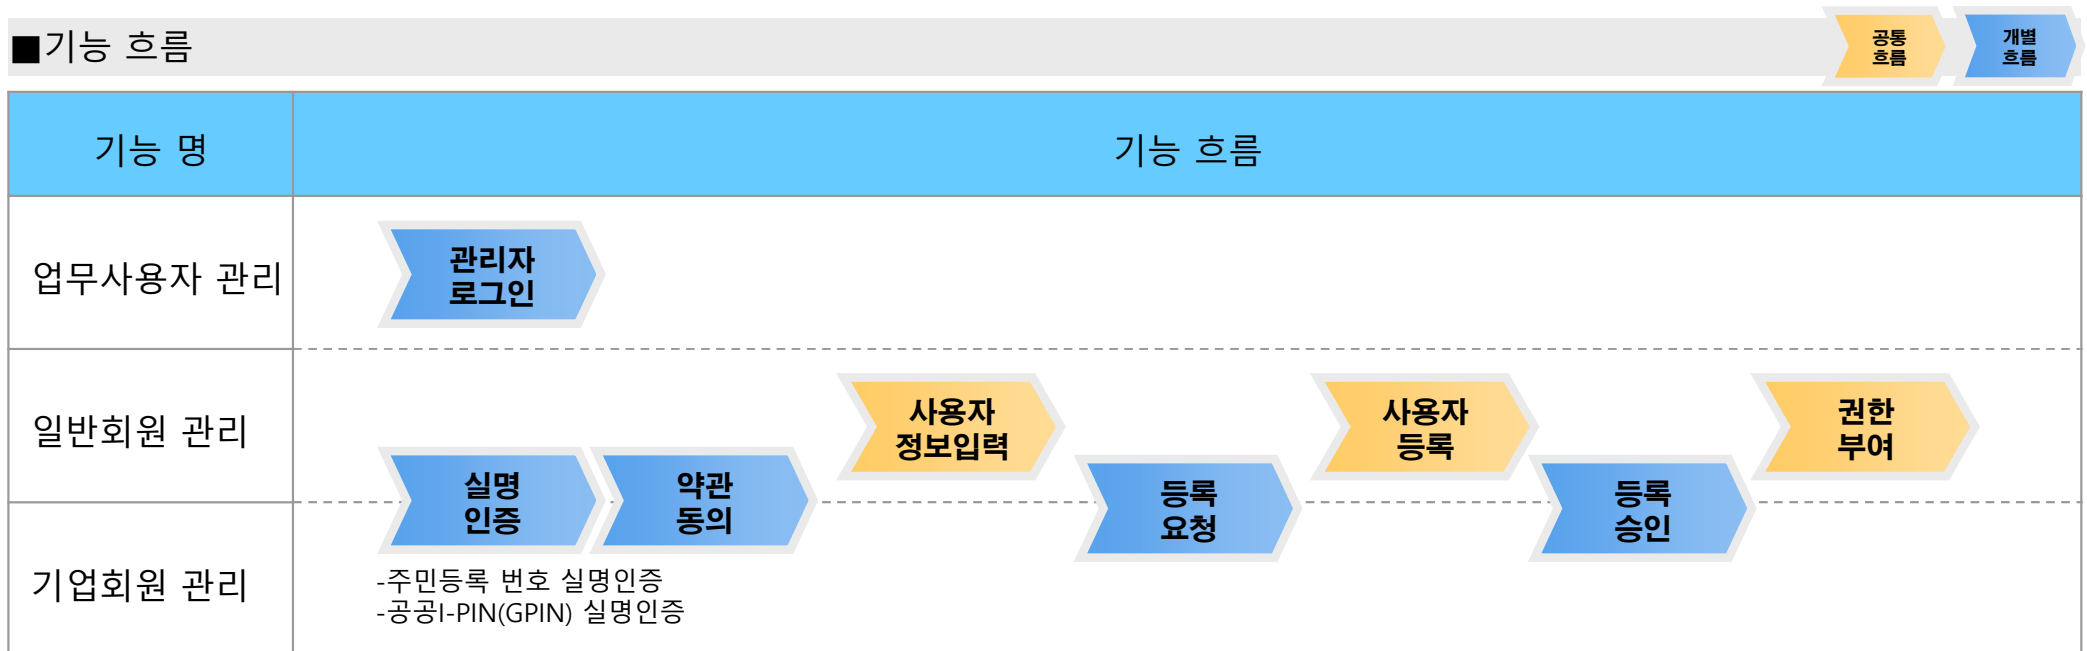 ■기능 흐름
공통
흐름
개별
흐름
기능 명
기능 흐름
업무사용자 관리
관리자
로그인
일반회원 관리
사용자
정보입력
사용자
등록
권한
부여
실명
인증
약관
동의
등록
요청
등록
승인
기업회원 관리
-주민등록 번호 실명인증
-공공I-PIN(GPIN) 실명인증